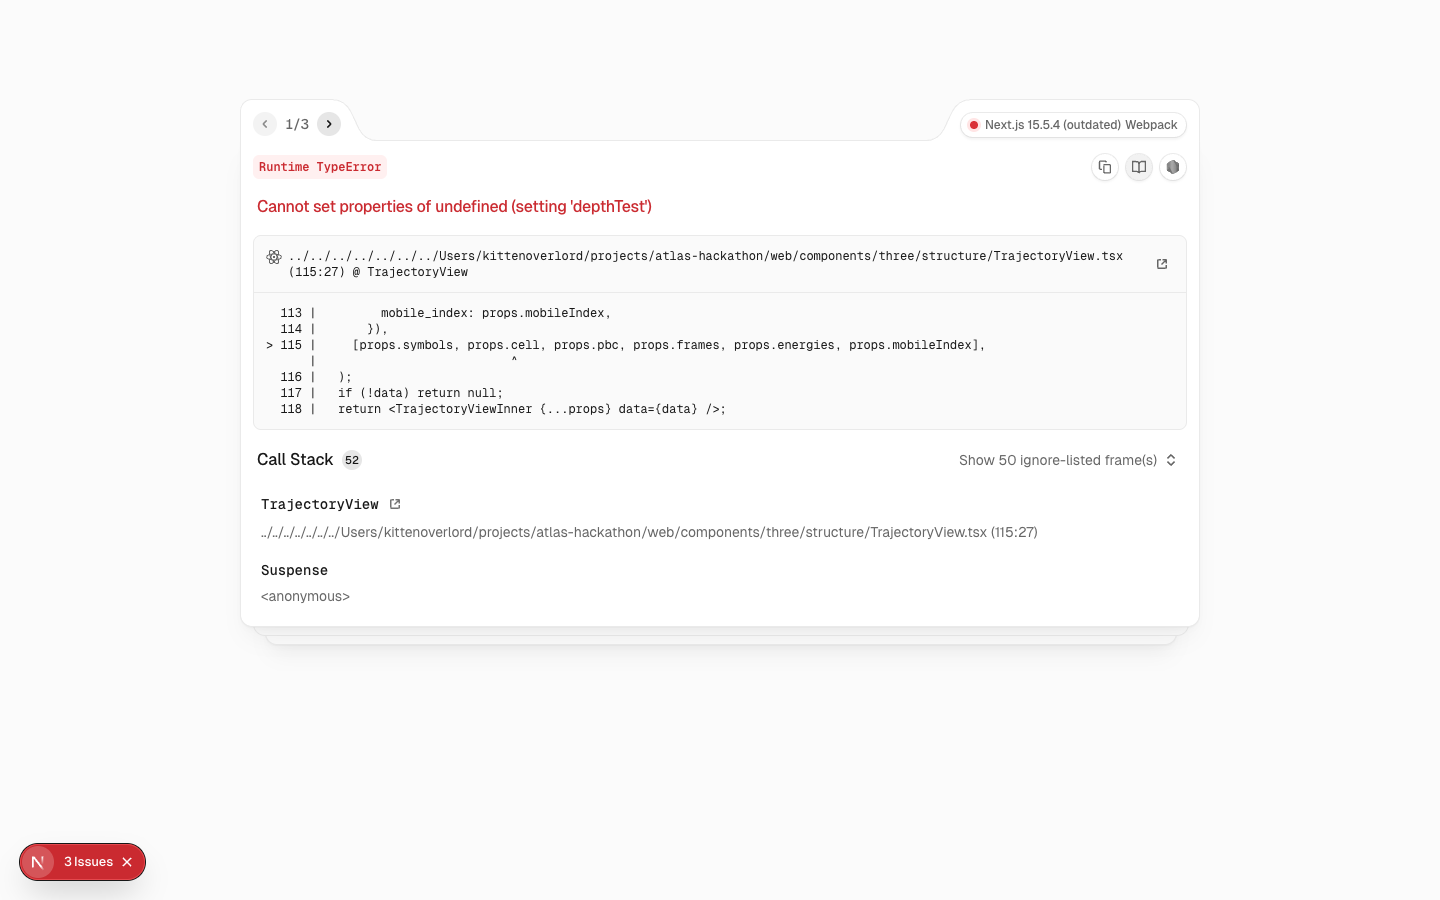 1/3
Next.js 15.5.4 (outdated) Webpack
Runtime TypeError
Cannot set properties of undefined (setting 'depthTest')
../../../../../../../Users/kittenoverlord/projects/atlas-hackathon/web/components/three/structure/TrajectoryView.tsx
(115:27) @ TrajectoryView
  113 |         mobile_index: props.mobileIndex,
  114 |       }),
> 115 |     [props.symbols, props.cell, props.pbc, props.frames, props.energies, props.mobileIndex],
      |                           ^
  116 |   );
  117 |   if (!data) return null;
  118 |   return <TrajectoryViewInner {...props} data={data} />;
Call Stack 52
Show 50 ignore-listed frame(s)
TrajectoryView
../../../../../../../Users/kittenoverlord/projects/atlas-hackathon/web/components/three/structure/TrajectoryView.tsx (115:27)
Suspense
<anonymous>
3 Issues